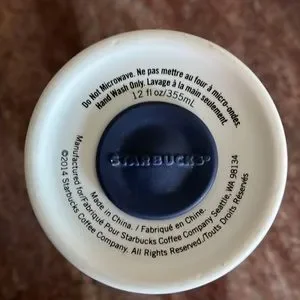 Do Not Microwave. Ne pas mettre au four à micro-ondes.
Hand Wash Only. Lavage à la main seulement.
12 fl oz/355mL
STARBUCKS®
Made in China. / Fabriqué en Chine.
Manufactured for/Fabriqué Pour Starbucks Coffee Company Seattle, WA 98134
©2014 Starbucks Coffee Company. All Rights Reserved./Touts Droits Réservés